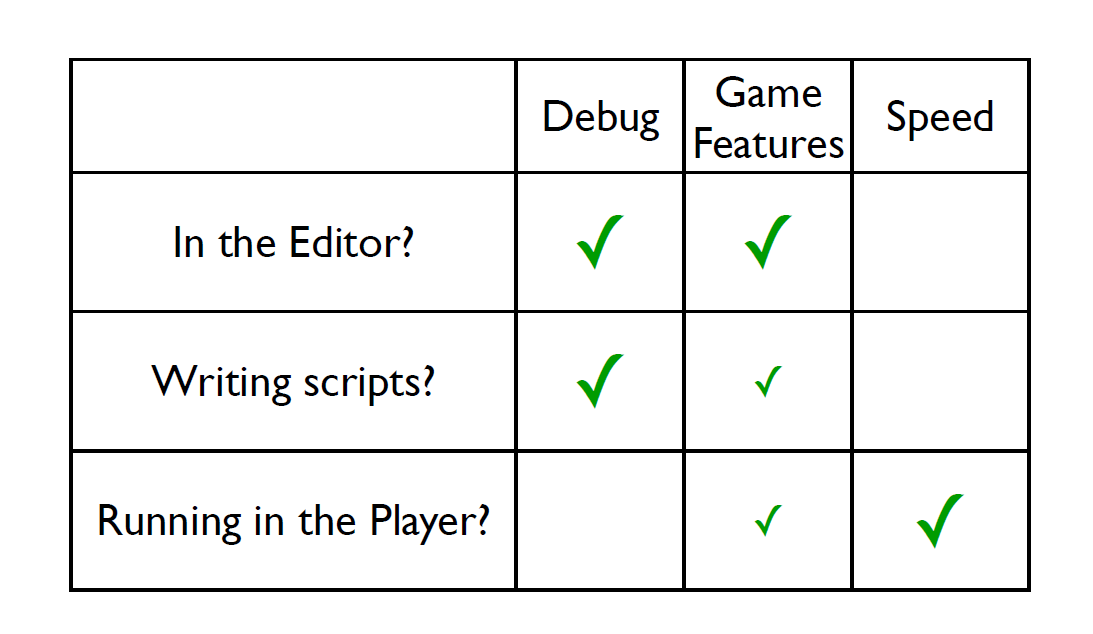 Debug
Game
Features
Speed
In the Editor?
✓
✓
Writing scripts?
✓
✓
Running in the Player?
✓
✓